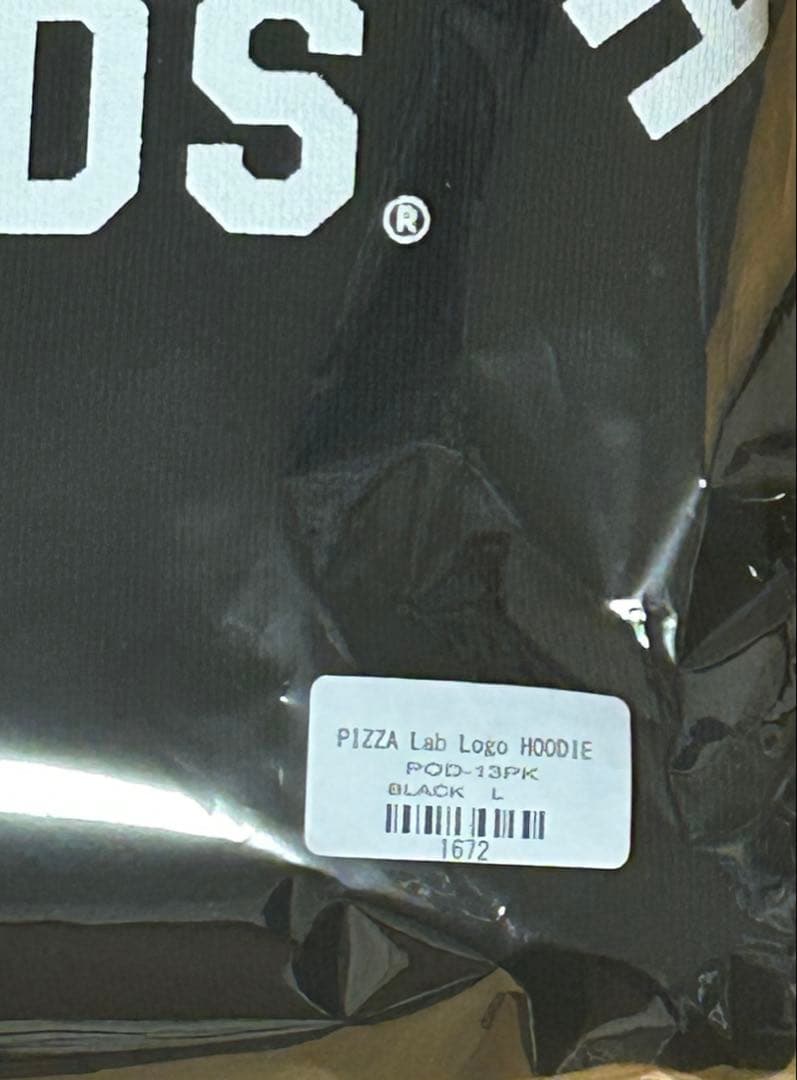 DS
®
PIZZA Lab Logo HOODIE
POD-13PK
BLACK L
1672